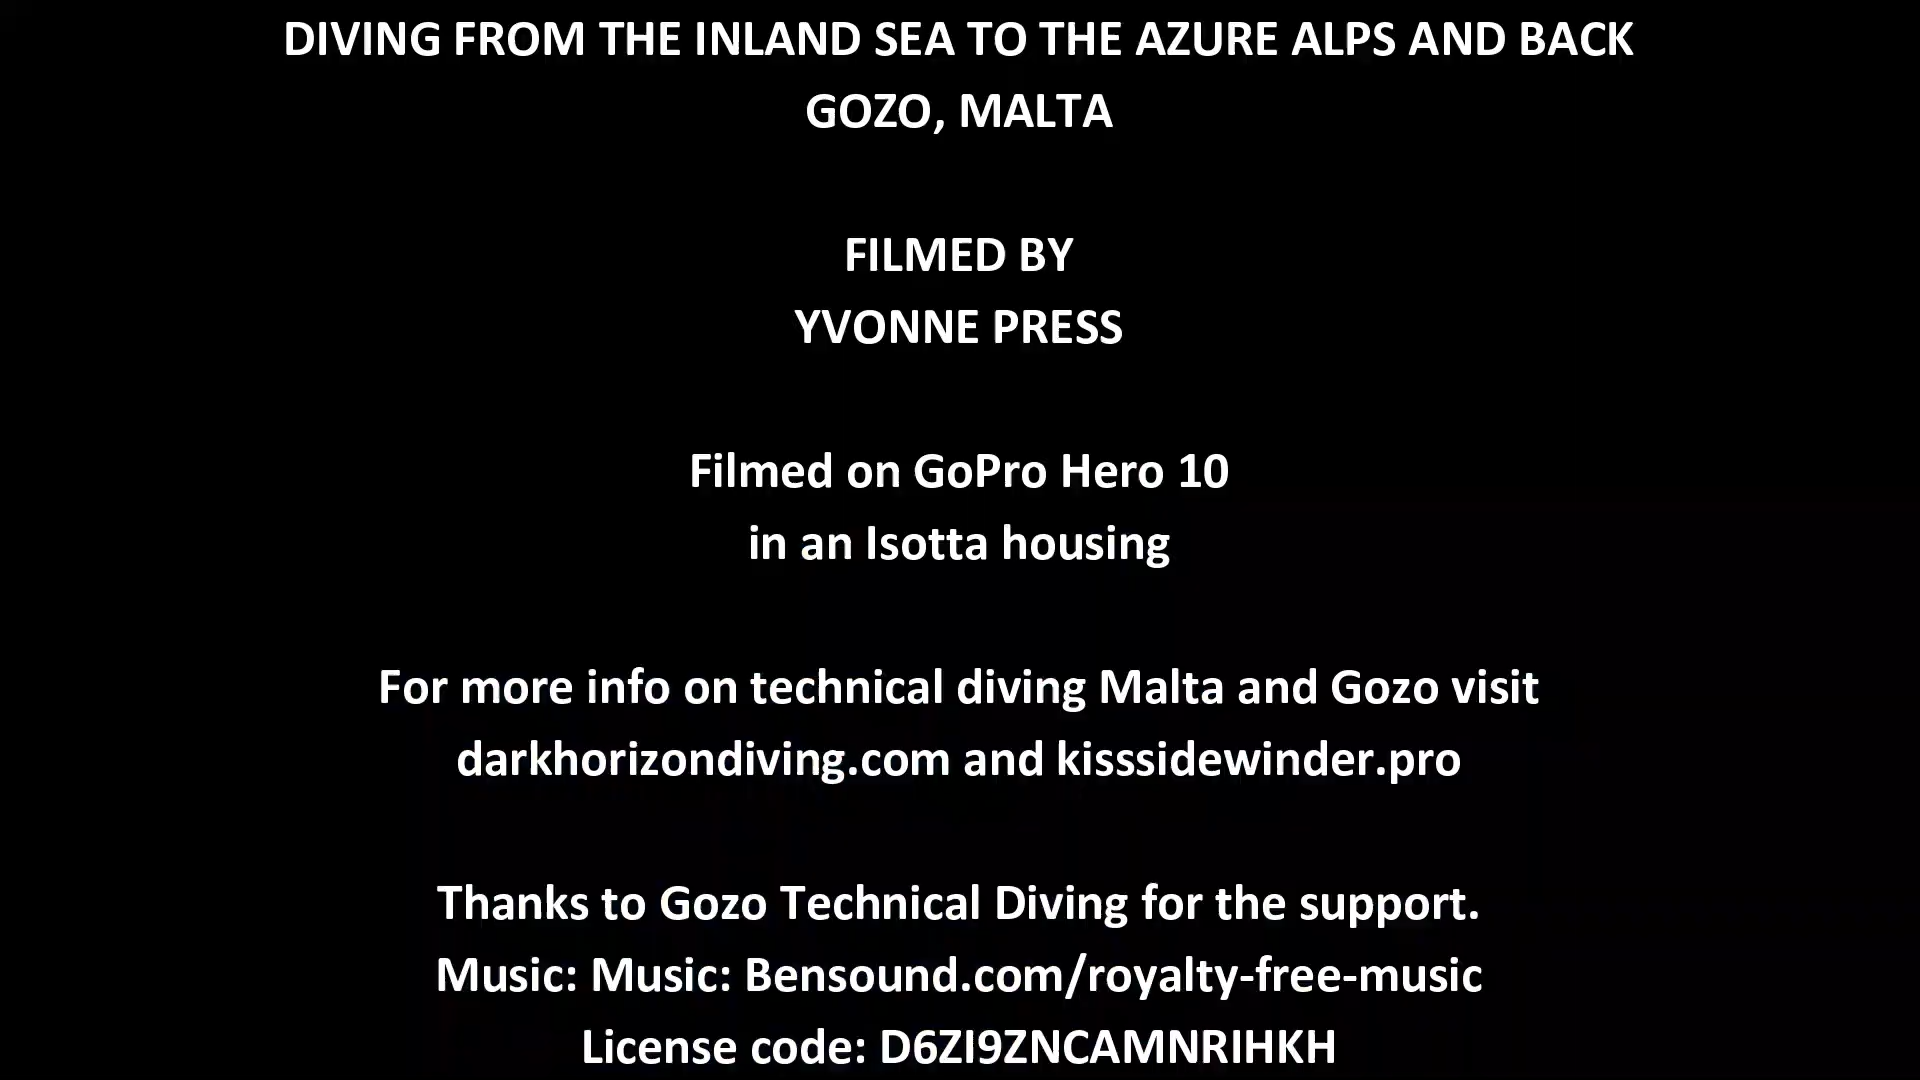 DIVING FROM THE INLAND SEA TO THE AZURE ALPS AND BACK
GOZO, MALTA
FILMED BY
YVONNE PRESS
Filmed on GoPro Hero 10
in an Isotta housing
For more info on technical diving Malta and Gozo visit
darkhorizondiving.com and kisssidewinder.pro
Thanks to Gozo Technical Diving for the support.
Music: Music: Bensound.com/royalty-free-music
License code: D6ZI9ZNCAMNRIHKH